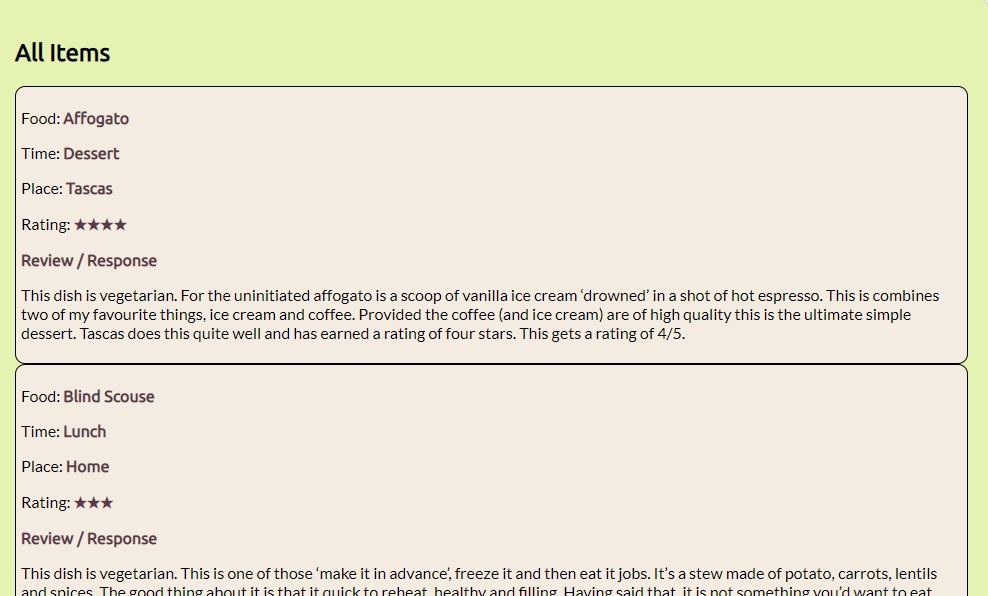 All Items
Food: Affogato
Time: Dessert
Place: Tascas
Rating: ★★★★
Review / Response
This dish is vegetarian. For the uninitiated affogato is a scoop of vanilla ice cream ‘drowned’ in a shot of hot espresso. This is combines
two of my favourite things, ice cream and coffee. Provided the coffee (and ice cream) are of high quality this is the ultimate simple
dessert. Tascas does this quite well and has earned a rating of four stars. This gets a rating of 4/5.
Food: Blind Scouse
Time: Lunch
Place: Home
Rating: ★★★
Review / Response
This dish is vegetarian. This is one of those ‘make it in advance’, freeze it and then eat it jobs. It’s a stew made of potato, carrots, lentils
and spices. The good thing about it is that it quick to reheat, healthy and filling. Having said that, it is not something you’d want to eat